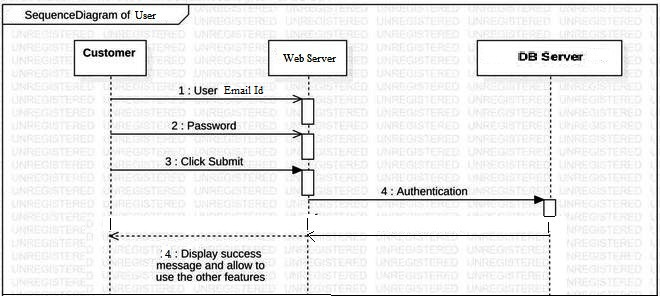 SequenceDiagram of User
Customer
Web Server
DB Server
1 : User Email Id
2 : Password
3 : Click Submit
4 : Authentication
4 : Display success
message and allow to
use the other features
UNREGISTERED